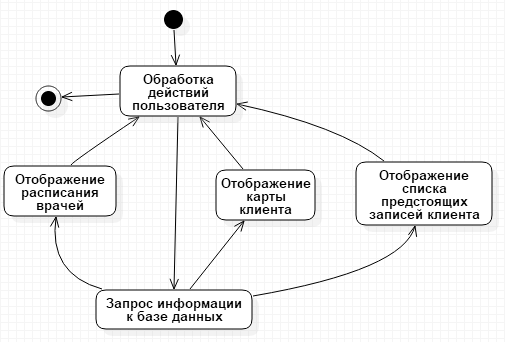 Обработка
действий
пользователя
Отображение
расписания
врачей
Отображение
карты
клиента
Отображение
списка
предстоящих
записей клиента
Запрос информации
к базе данных